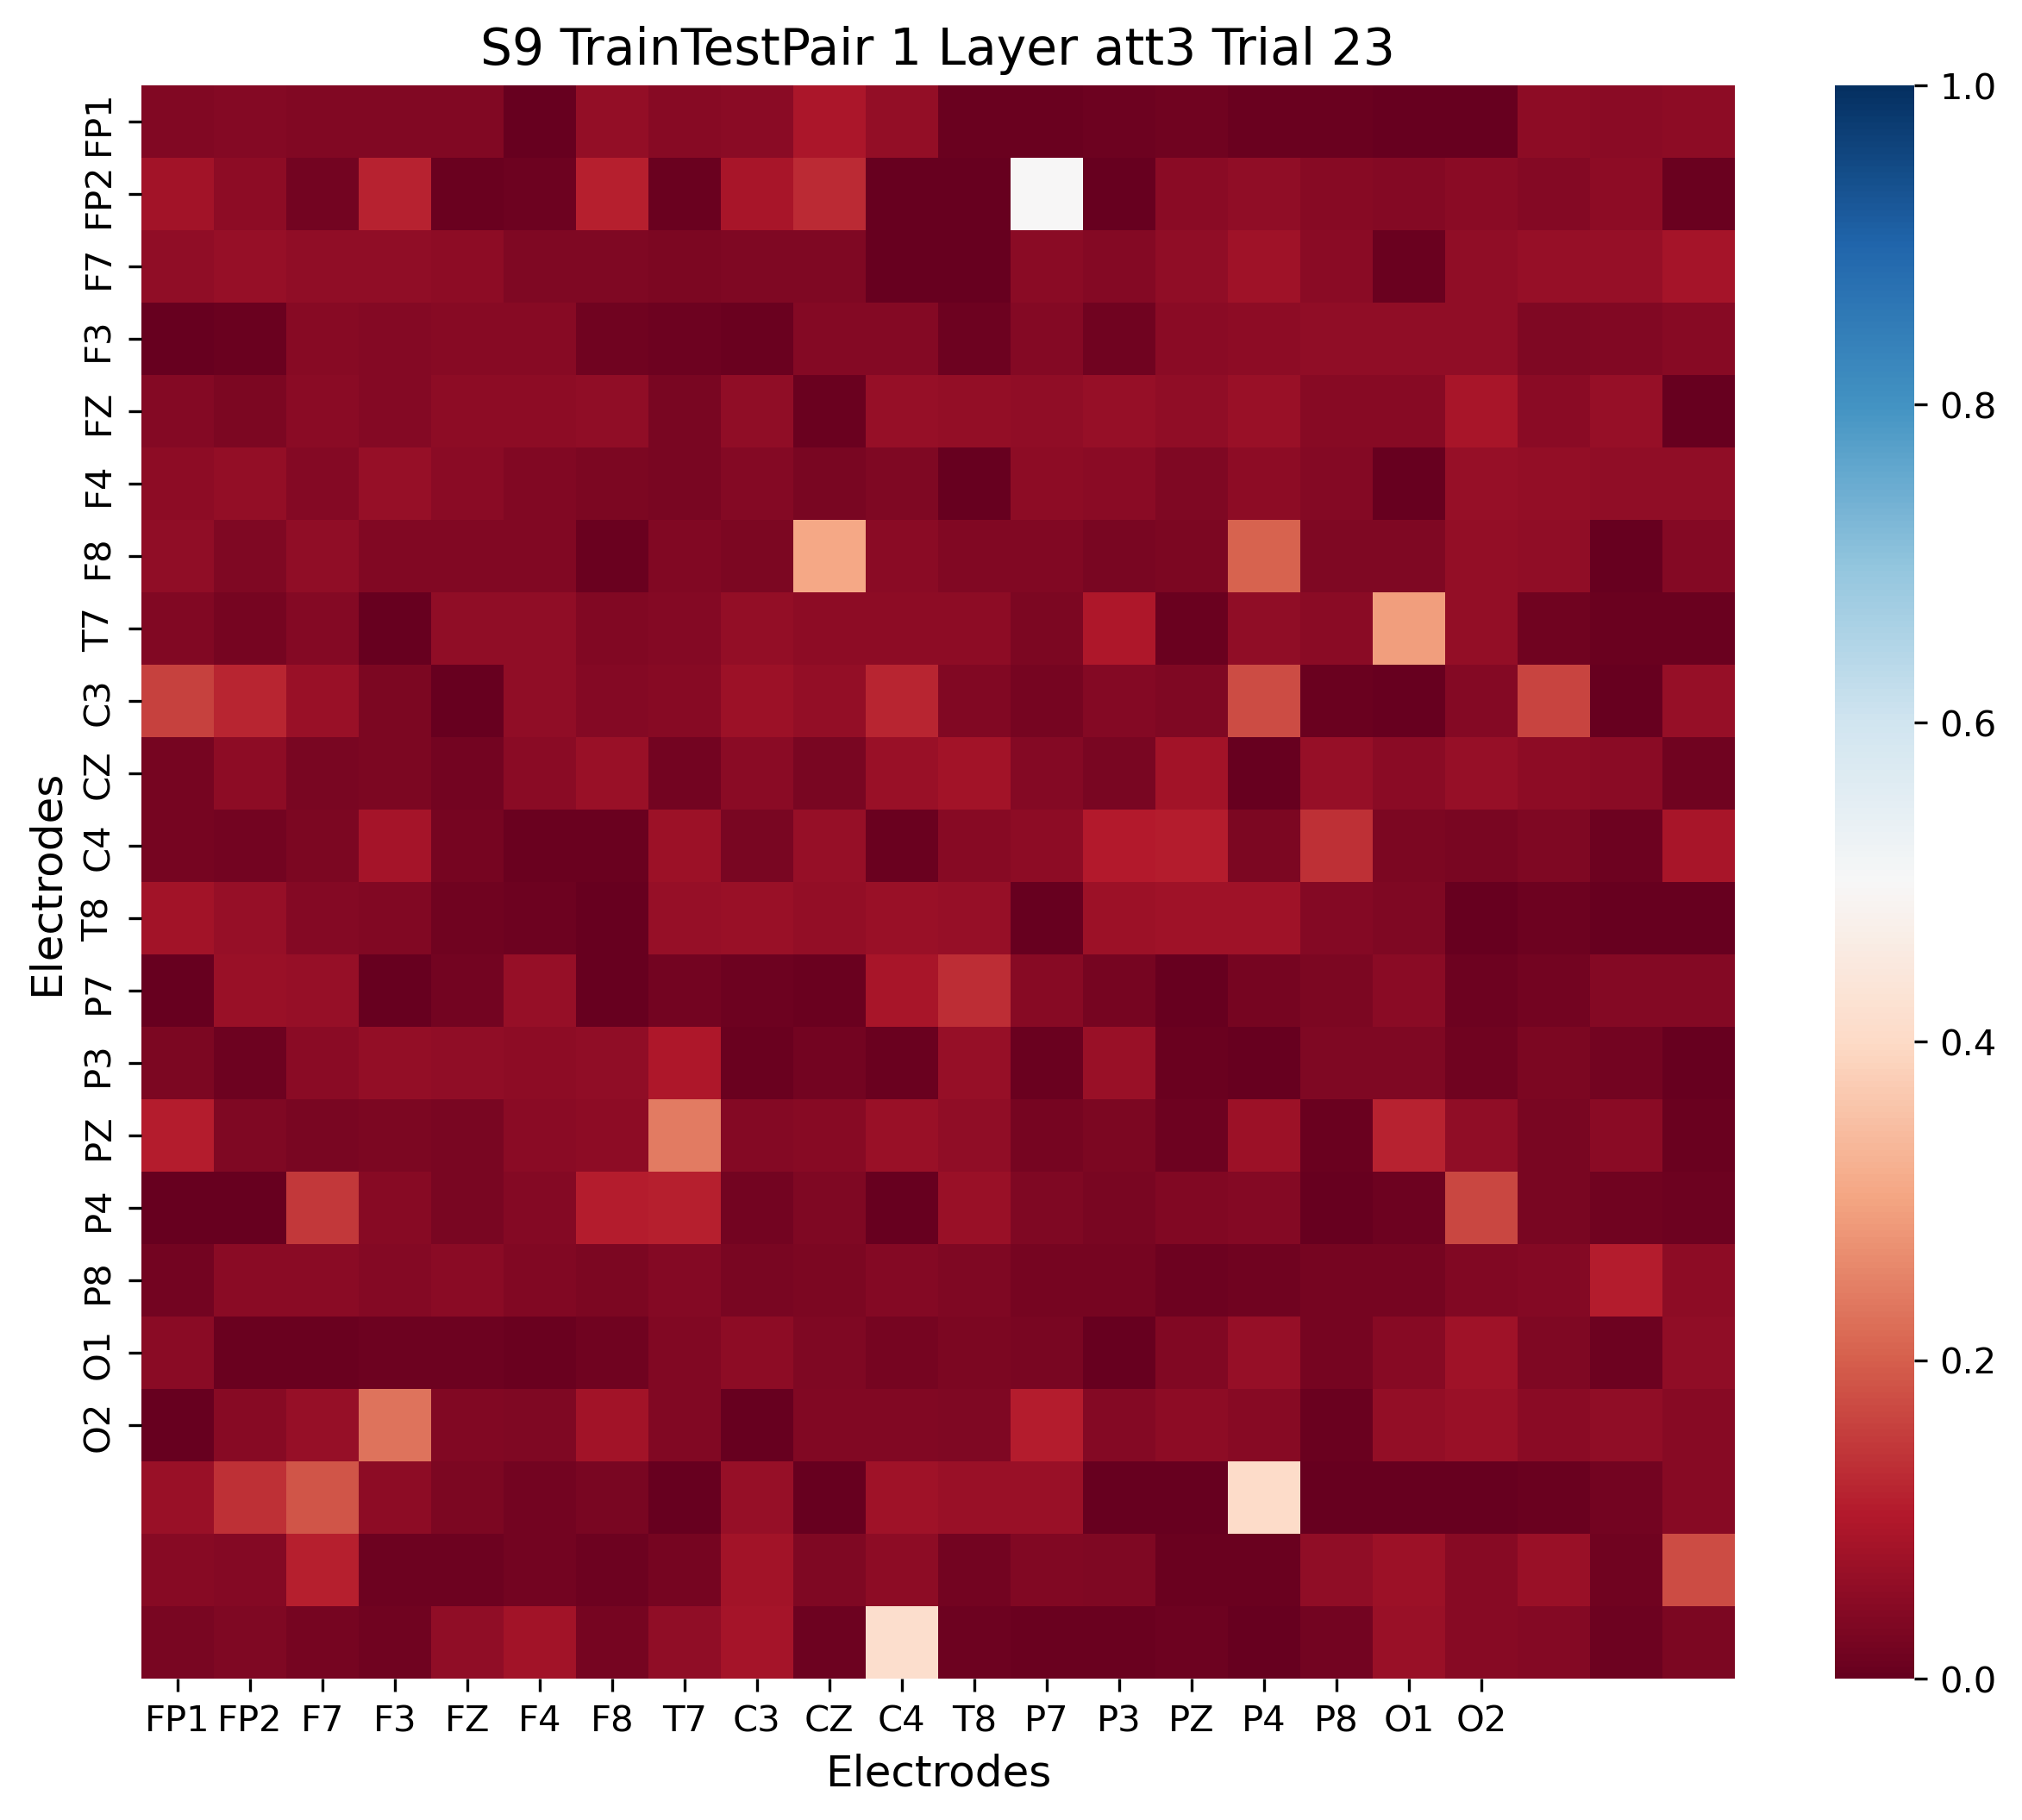 S9 TrainTestPair 1 Layer att3 Trial 23
Electrodes
FP1
FP2
F7
F3
FZ
F4
F8
T7
C3
CZ
C4
T8
P7
P3
PZ
P4
P8
O1
O2
FP1 FP2 F7 F3 FZ F4 F8 T7 C3 CZ C4 T8 P7 P3 PZ P4 P8 O1 O2
Electrodes
1.0
0.8
0.6
0.4
0.2
0.0